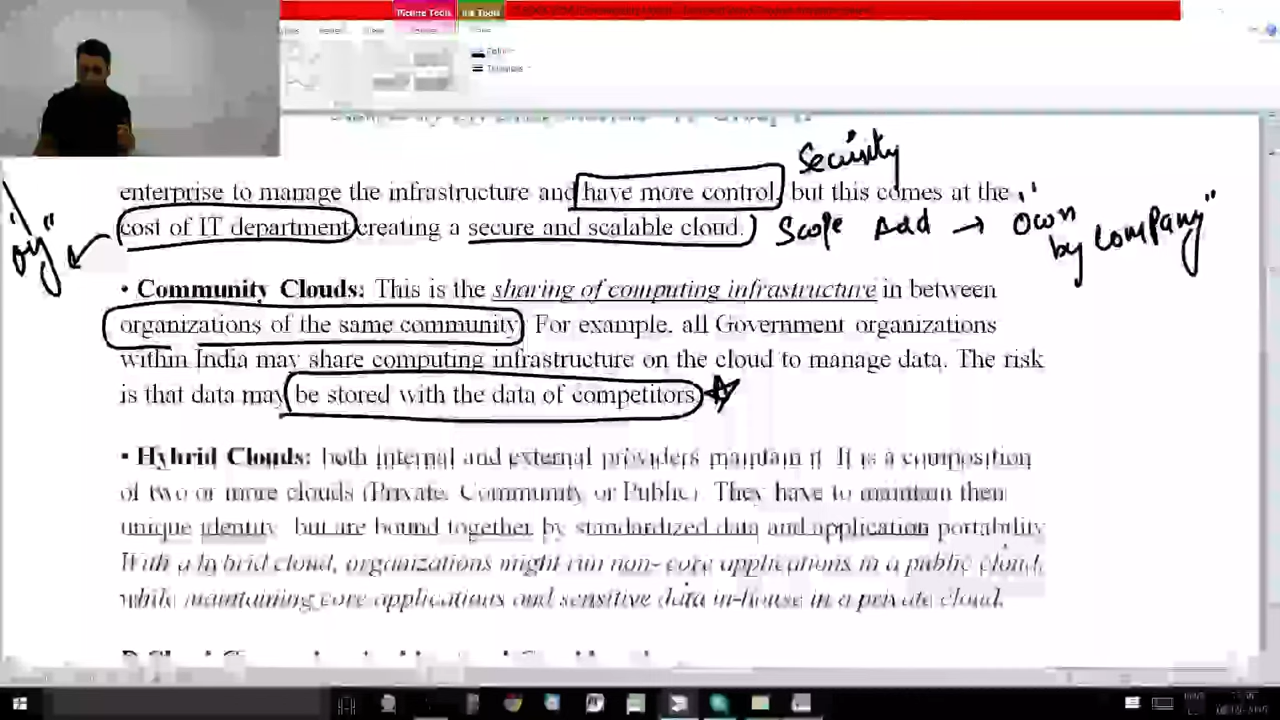 Picture Tools Ink Tools
Security
enterprise to manage the infrastructure and have more control, but this comes at the
cost of IT department creating a secure and scalable cloud.
Scope Add → "Own
by Company"
• Community Clouds: This is the sharing of computing infrastructure in between
organizations of the same community. For example, all Government organizations
within India may share computing infrastructure on the cloud to manage data. The risk
is that data may be stored with the data of competitors
• Hybrid Clouds: both internal and external providers maintain it. It is a composition
of two or more clouds (Private, Community or Public). They have to maintain their
unique identity, but are bound together by standardized data and application portability.
With a hybrid cloud, organizations might run non-core applications in a public cloud,
while maintaining core applications and sensitive data in-house in a private cloud.